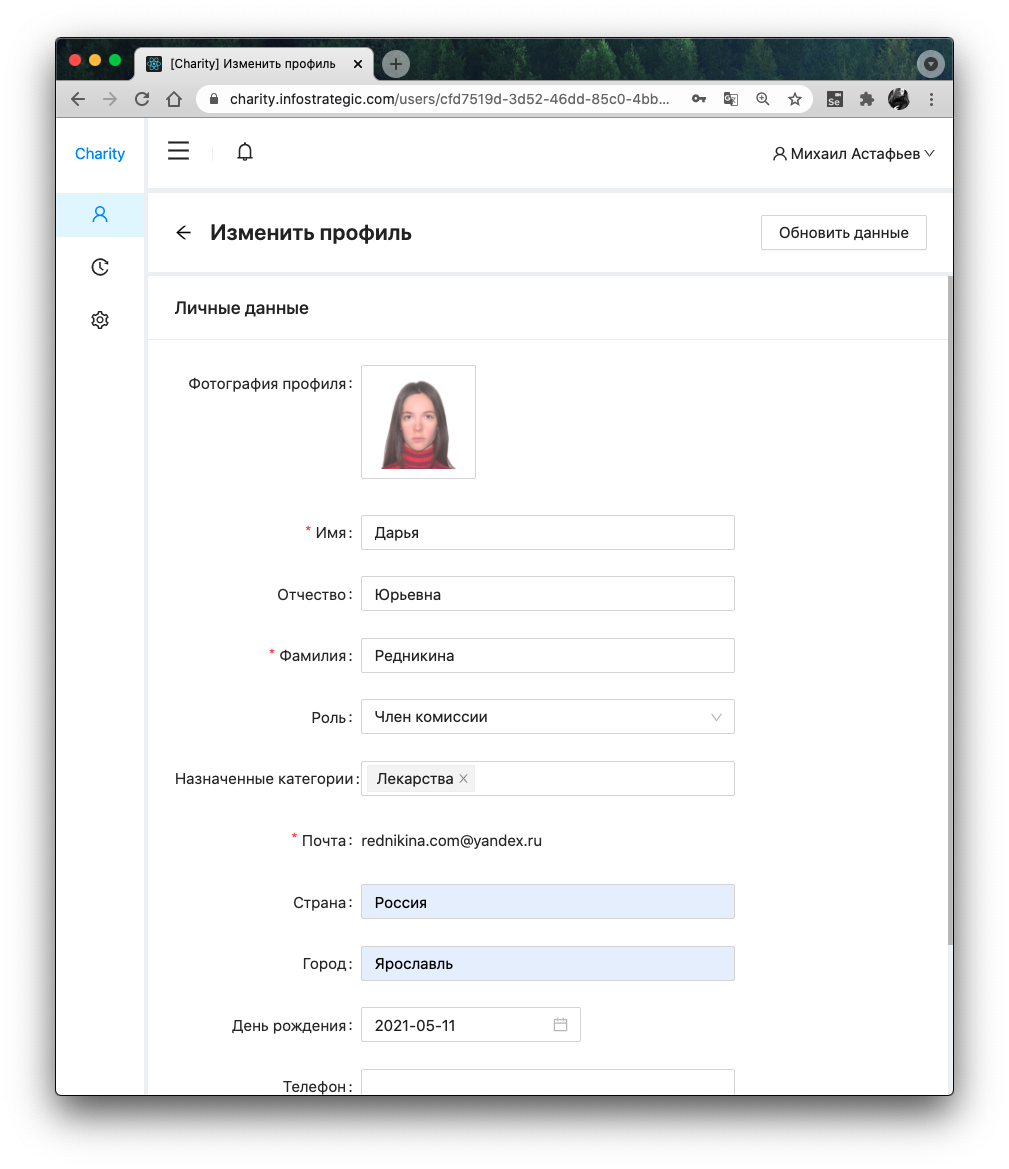 [Charity] Изменить профиль
charity.infostrategic.com/users/cfd7519d-3d52-46dd-85c0-4bb...
Se
Charity
Михаил Астафьев
Изменить профиль
Обновить данные
Личные данные
Фотография профиля:
* Имя: Дарья
Отчество: Юрьевна
* Фамилия: Редникина
Роль: Член комиссии
Назначенные категории: Лекарства
* Почта: rednikina.com@yandex.ru
Страна: Россия
Город: Ярославль
День рождения: 2021-05-11
Телефон: